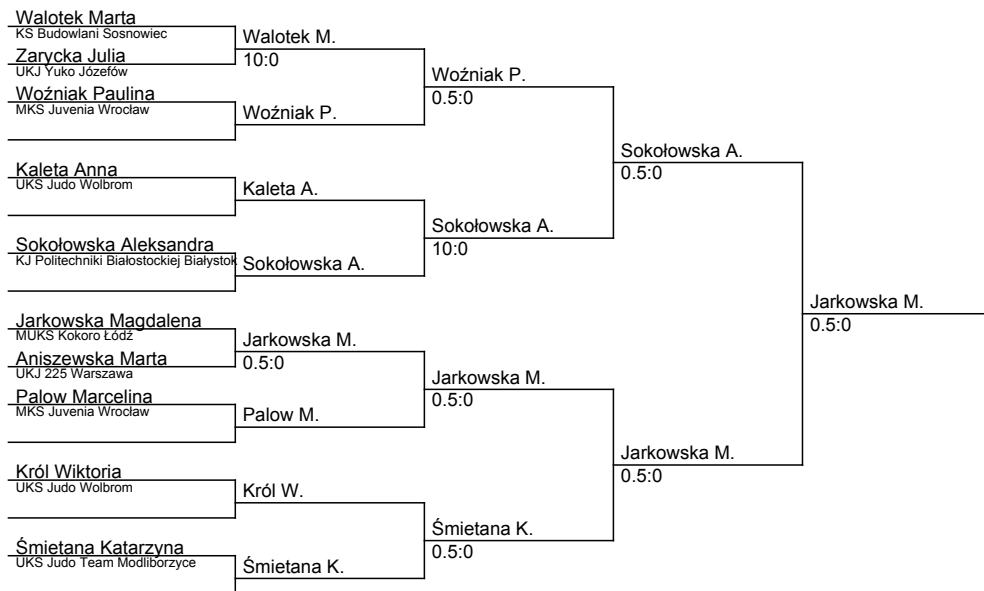 Walotek Marta
KS Budowlani Sosnowiec
Zarycka Julia
UKJ Yuko Józefów
Woźniak Paulina
MKS Juvenia Wrocław
Kaleta Anna
UKS Judo Wolbrom
Sokołowska Aleksandra
KJ Politechniki Białostockiej Białystok
Jarkowska Magdalena
MUKS Kokoro Łódź
Aniszewska Marta
UKJ 225 Warszawa
Palow Marcelina
MKS Juvenia Wrocław
Król Wiktoria
UKS Judo Wolbrom
Śmietana Katarzyna
UKS Judo Team Modliborzyce
Walotek M.
10:0
Woźniak P.
Kaleta A.
Sokołowska A.
Jarkowska M.
0.5:0
Palow M.
Król W.
Śmietana K.
Woźniak P.
0.5:0
Sokołowska A.
10:0
Jarkowska M.
0.5:0
Śmietana K.
0.5:0
Sokołowska A.
0.5:0
Jarkowska M.
0.5:0
Jarkowska M.
0.5:0